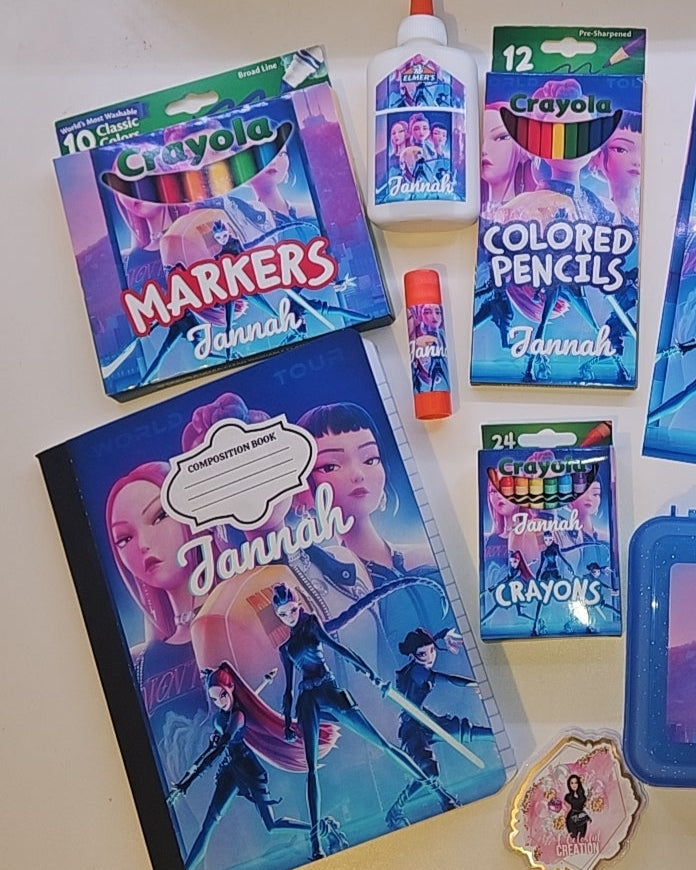 World's Most Washable
10 Classic
Colors
Broad Line
Crayola
MARKERS
Jannah
ELMER'S
Jannah
12
Pre-Sharpened
Crayola
COLORED
PENCILS
Jannah
Jann
TOUR
WORLD
COMPOSITION BOOK
Jannah
24
Crayola
Jannah
CRAYONS
CREATION